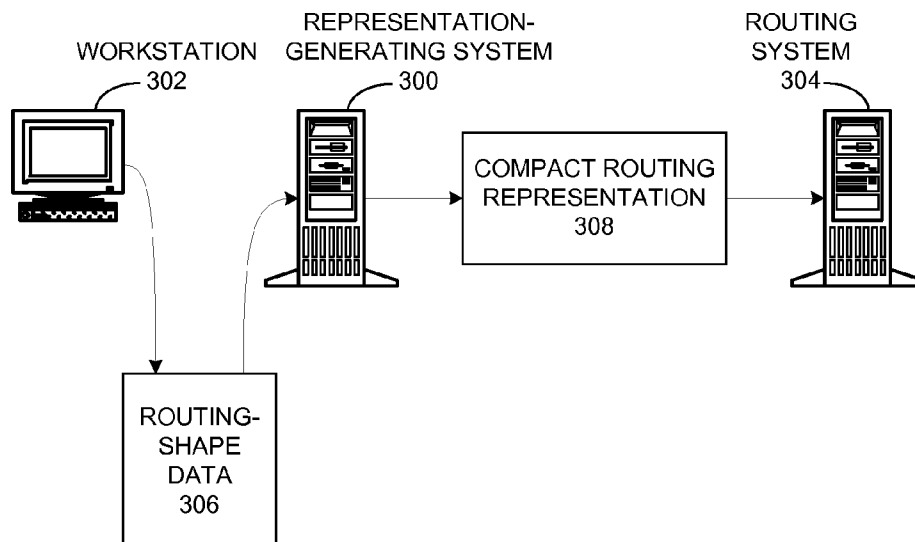 WORKSTATION
302
REPRESENTATION-
GENERATING SYSTEM
300
ROUTING
SYSTEM
304
COMPACT ROUTING
REPRESENTATION
308
ROUTING-
SHAPE
DATA
306